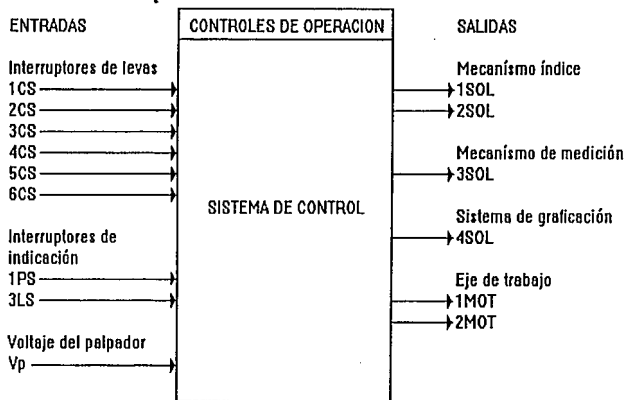 ENTRADAS
Interruptores de levas
1CS
2CS
3CS
4CS
5CS
6CS
Interruptores de
indicación
1PS
3LS
Voltaje del palpador
Vp
CONTROLES DE OPERACION
SISTEMA DE CONTROL
SALIDAS
Mecanísmo índice
1SOL
2SOL
Mecanísmo de medición
3SOL
Sistema de graficación
4SOL
Eje de trabajo
1MOT
2MOT